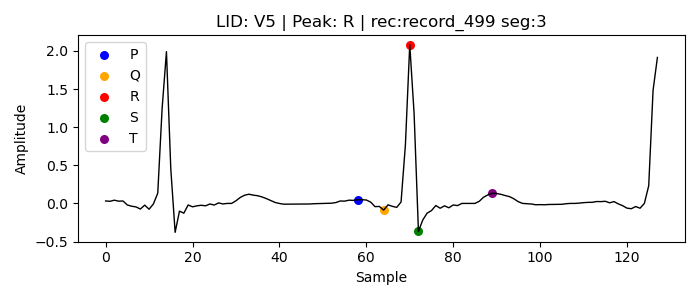 LID: V5 | Peak: R | rec:record_499 seg:3
P
Q
R
S
T
Amplitude
2.0
1.5
1.0
0.5
0.0
−0.5
0 20 40 60 80 100 120
Sample